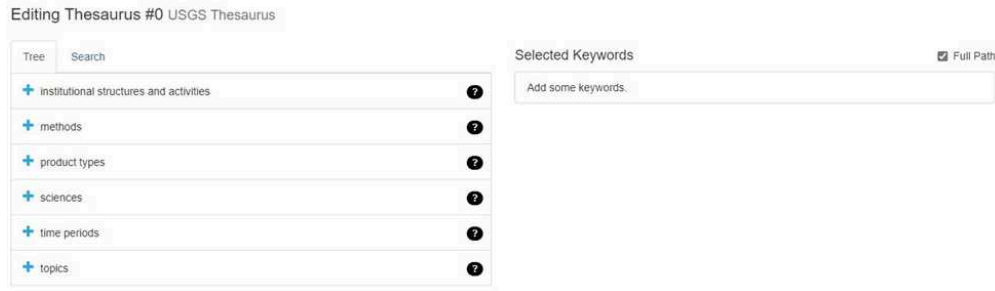 Editing Thesaurus #0 USGS Thesaurus
Tree Search
institutional structures and activities ?
methods ?
product types ?
sciences ?
time periods ?
topics ?
Selected Keywords Full Path
Add some keywords.